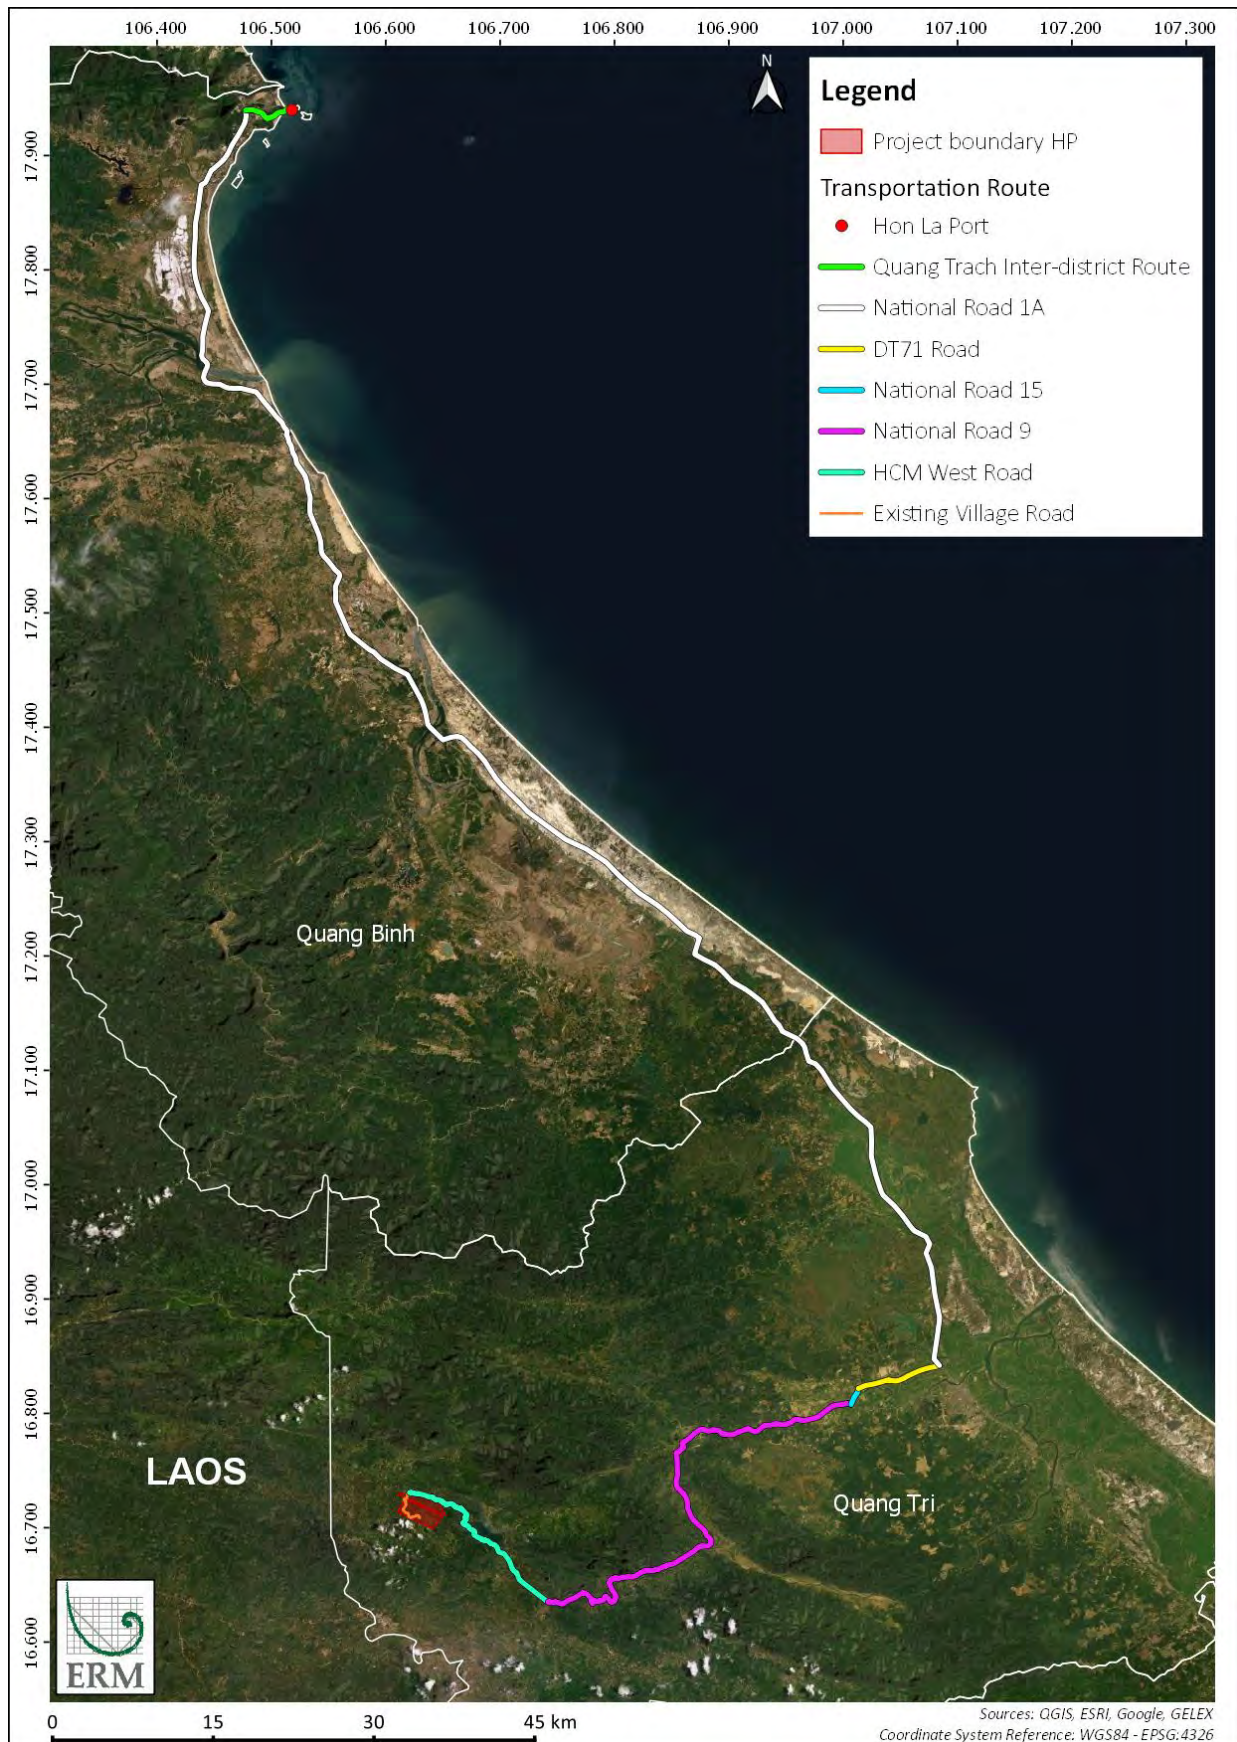 106.400 106.500 106.600 106.700 106.800 106.900 107.000 107.100 107.200 107.300
N
Legend
Project boundary HP
Transportation Route
Hon La Port
Quang Trach Inter-district Route
National Road 1A
DT71 Road
National Road 15
National Road 9
HCM West Road
Existing Village Road
17.900
17.800
17.700
17.600
17.500
17.400
17.300
17.200
17.100
17.000
16.900
16.800
16.700
16.600
Quang Binh
LAOS
Quang Tri
ERM
0 15 30 45 km
Sources: QGIS, ESRI, Google, GELEX
Coordinate System Reference: WGS84 - EPSG:4326